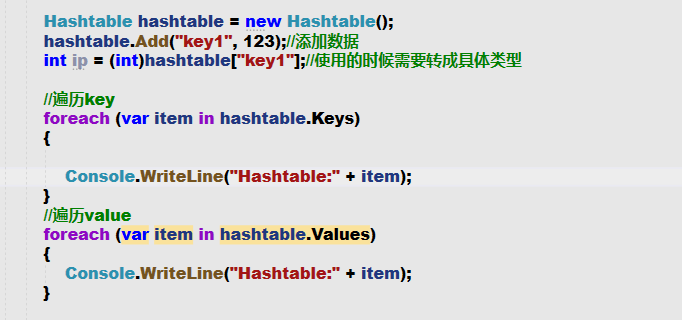 Hashtable hashtable = new Hashtable();
hashtable.Add("key1", 123);//添加数据
int ip = (int)hashtable["key1"];//使用的时候需要转成具体类型
//遍历key
foreach (var item in hashtable.Keys)
{
Console.WriteLine("Hashtable:" + item);
}
//遍历value
foreach (var item in hashtable.Values)
{
Console.WriteLine("Hashtable:" + item);
}